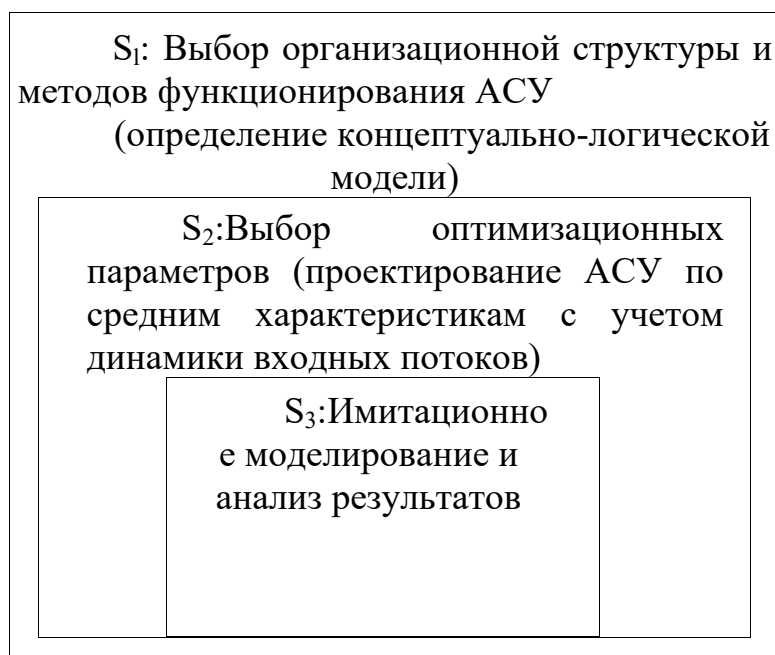 S₁: Выбор организационной структуры и
методов функционирования АСУ
(определение концептуально-логической
модели)
S₂:Выбор оптимизационных
параметров (проектирование АСУ по
средним характеристикам с учетом
динамики входных потоков)
S₃:Имитационно
е моделирование и
анализ результатов